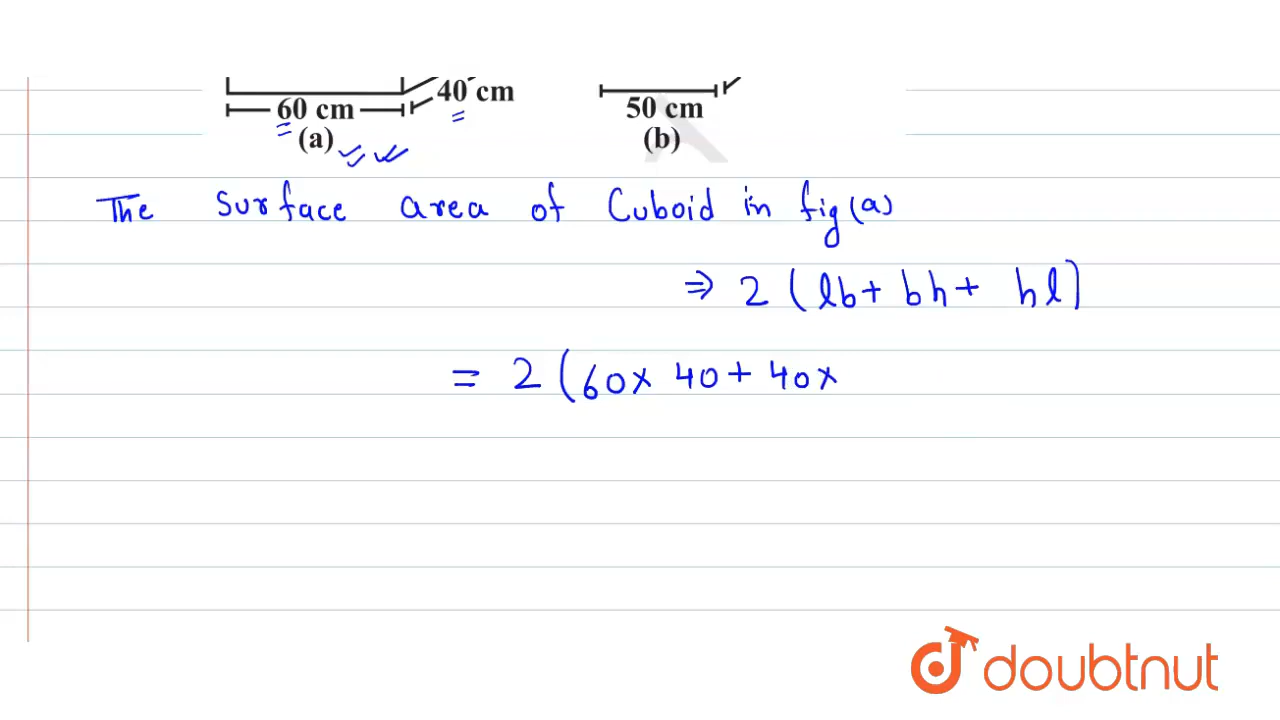 40 cm
60 cm
50 cm
(a)
(b)
The surface area of Cuboid in fig(a)
⇒ 2 (lb + bh + hl)
= 2 (60 x 40 + 40 x
doubtnut